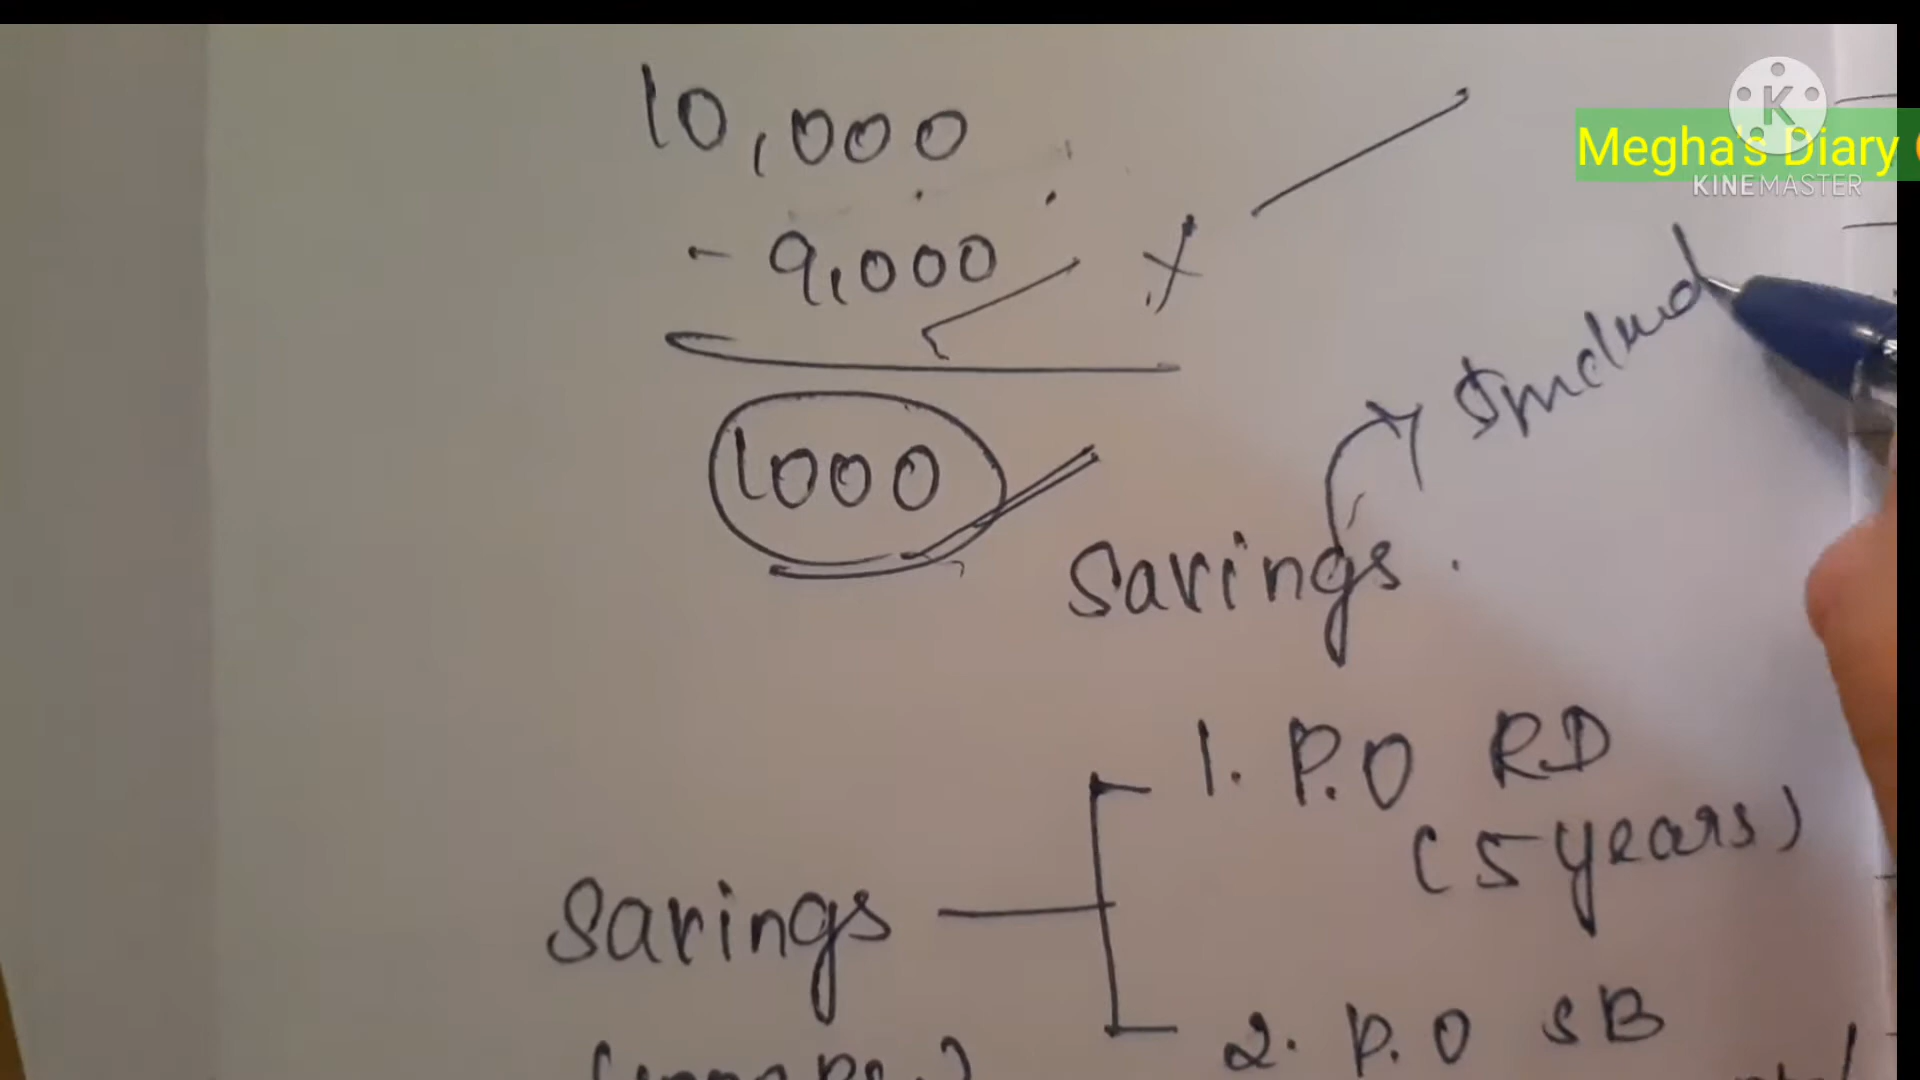 10,000
- 9,000
1000
Savings.
Megha's Diary
K
KINEMASTER
Savings
1. P.O RD
(5 years)
2. P.O SB